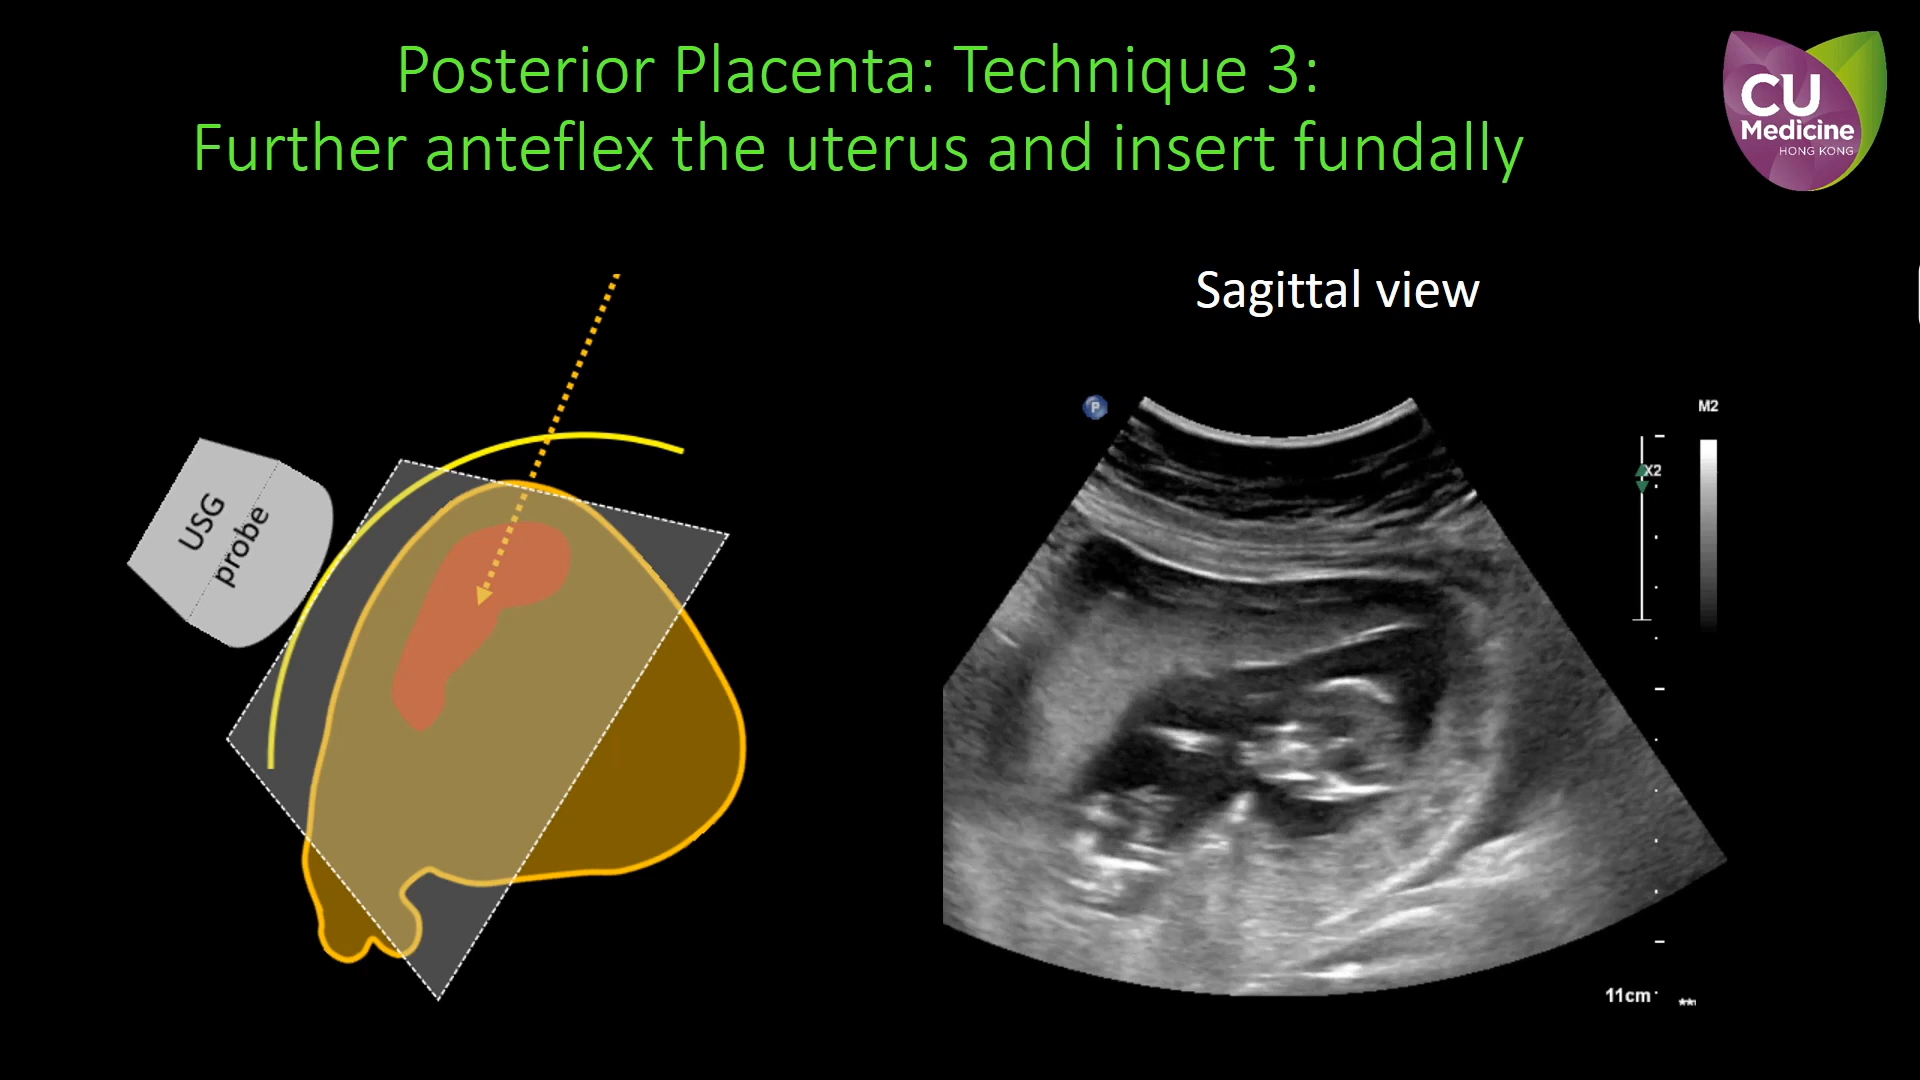 Posterior Placenta: Technique 3:
Further anteflex the uterus and insert fundally
CU
Medicine
HONG KONG
Sagittal view
USG
probe
P
M2
X2
11cm